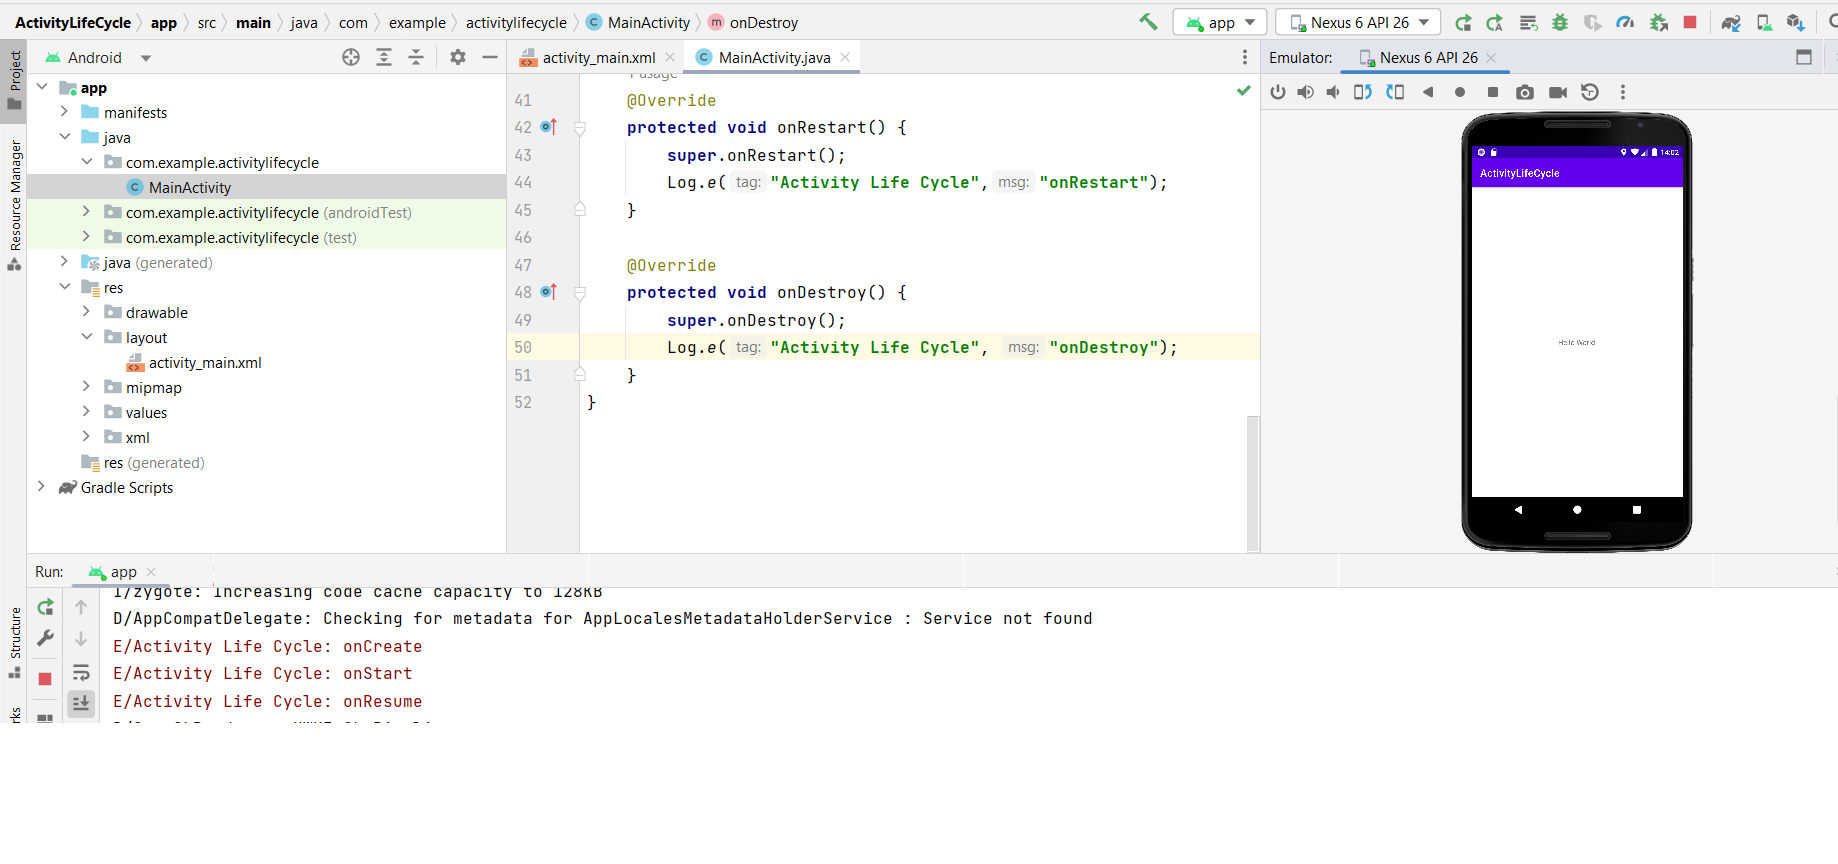 ActivityLifeCycle app src main java com example activitylifecycle MainActivity onDestroy
app Nexus 6 API 26
Project
Resource Manager
Structure
Android
app
manifests
java
com.example.activitylifecycle
MainActivity
com.example.activitylifecycle (androidTest)
com.example.activitylifecycle (test)
java (generated)
res
drawable
layout
activity_main.xml
mipmap
values
xml
res (generated)
Gradle Scripts
activity_main.xml MainActivity.java
41 @Override
42 protected void onRestart() {
43 super.onRestart();
44 Log.e( tag: "Activity Life Cycle", msg: "onRestart");
45 }
46
47 @Override
48 protected void onDestroy() {
49 super.onDestroy();
50 Log.e( tag: "Activity Life Cycle", msg: "onDestroy");
51 }
52 }
Emulator: Nexus 6 API 26
14:02
ActivityLifeCycle
Hello World
Run: app
I/zygote: Increasing code cache capacity to 128KB
D/AppCompatDelegate: Checking for metadata for AppLocalesMetadataHolderService : Service not found
E/Activity Life Cycle: onCreate
E/Activity Life Cycle: onStart
E/Activity Life Cycle: onResume